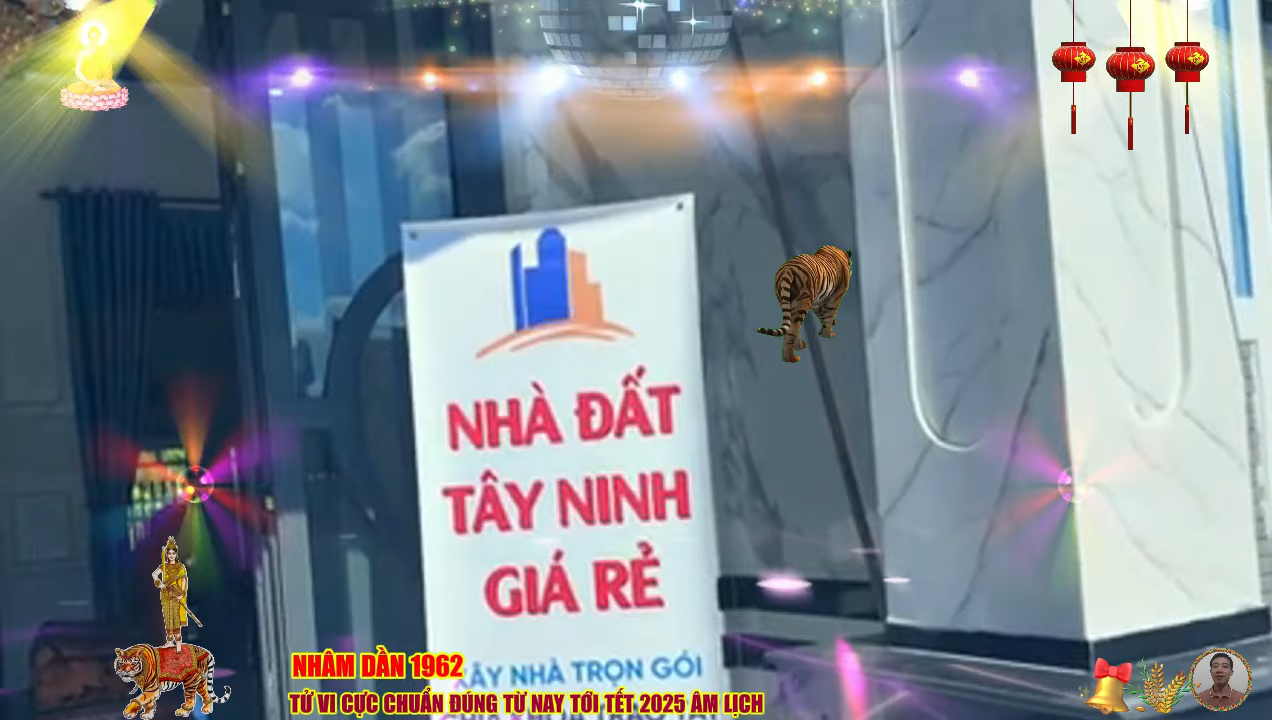 NHÀ ĐẤT
TÂY NINH
GIÁ RẺ
ÂY NHÀ TRỌN GÓI
NHÂM DẦN 1962
TỬ VI CỰC CHUẨN ĐÚNG TỪ NAY TỚI TẾT 2025 ÂM LỊCH